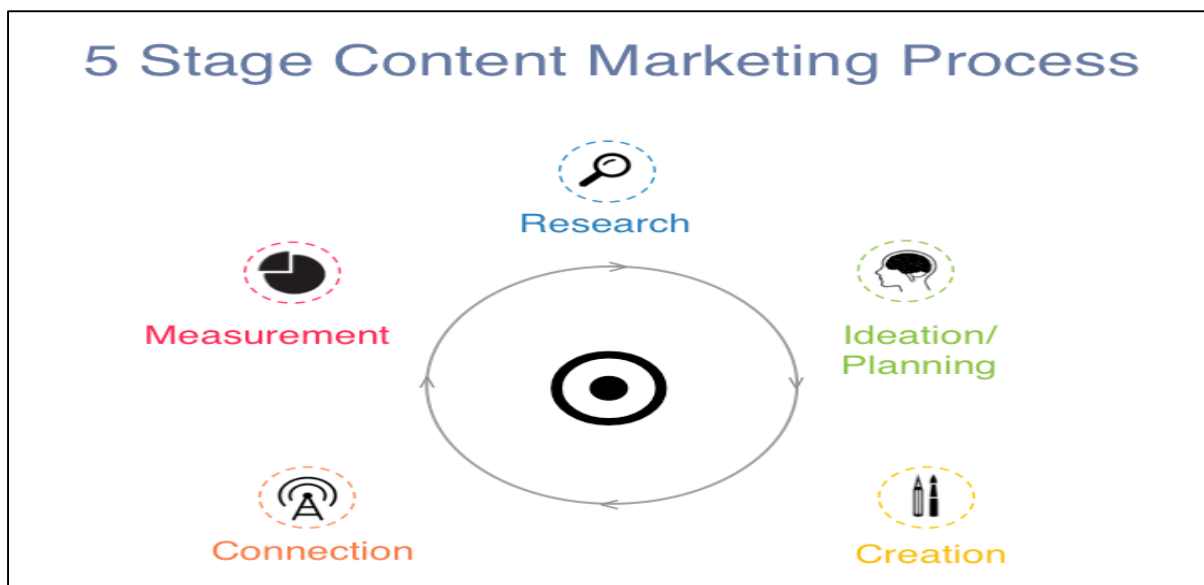 5 Stage Content Marketing Process
Research
Measurement
Ideation/
Planning
Connection
Creation